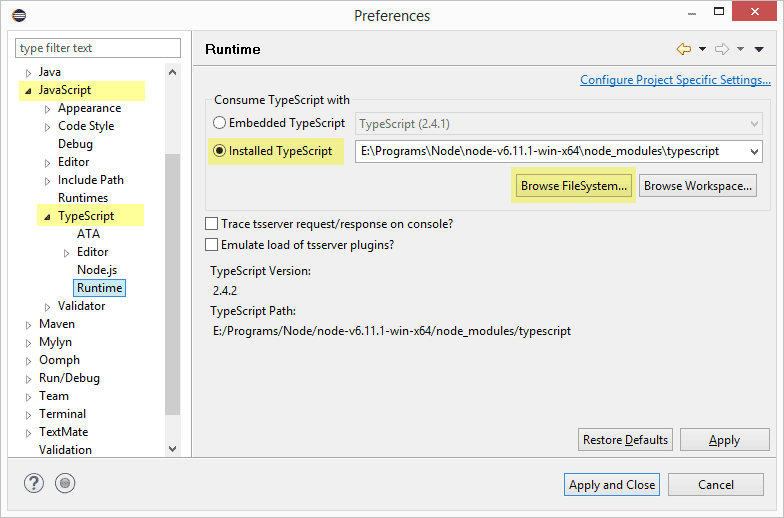 Preferences
type filter text
Java
JavaScript
Appearance
Code Style
Debug
Editor
Include Path
Runtimes
TypeScript
ATA
Editor
Node.js
Runtime
Validator
Maven
Mylyn
Oomph
Run/Debug
Team
Terminal
TextMate
Validation
Runtime
Configure Project Specific Settings...
Consume TypeScript with
Embedded TypeScript TypeScript (2.4.1)
Installed TypeScript E:\Programs\Node\node-v6.11.1-win-x64\node_modules\typescript
Browse FileSystem... Browse Workspace...
Trace tsserver request/response on console?
Emulate load of tsserver plugins?
TypeScript Version:
2.4.2
TypeScript Path:
E:/Programs/Node/node-v6.11.1-win-x64/node_modules/typescript
Restore Defaults Apply
? Apply and Close Cancel